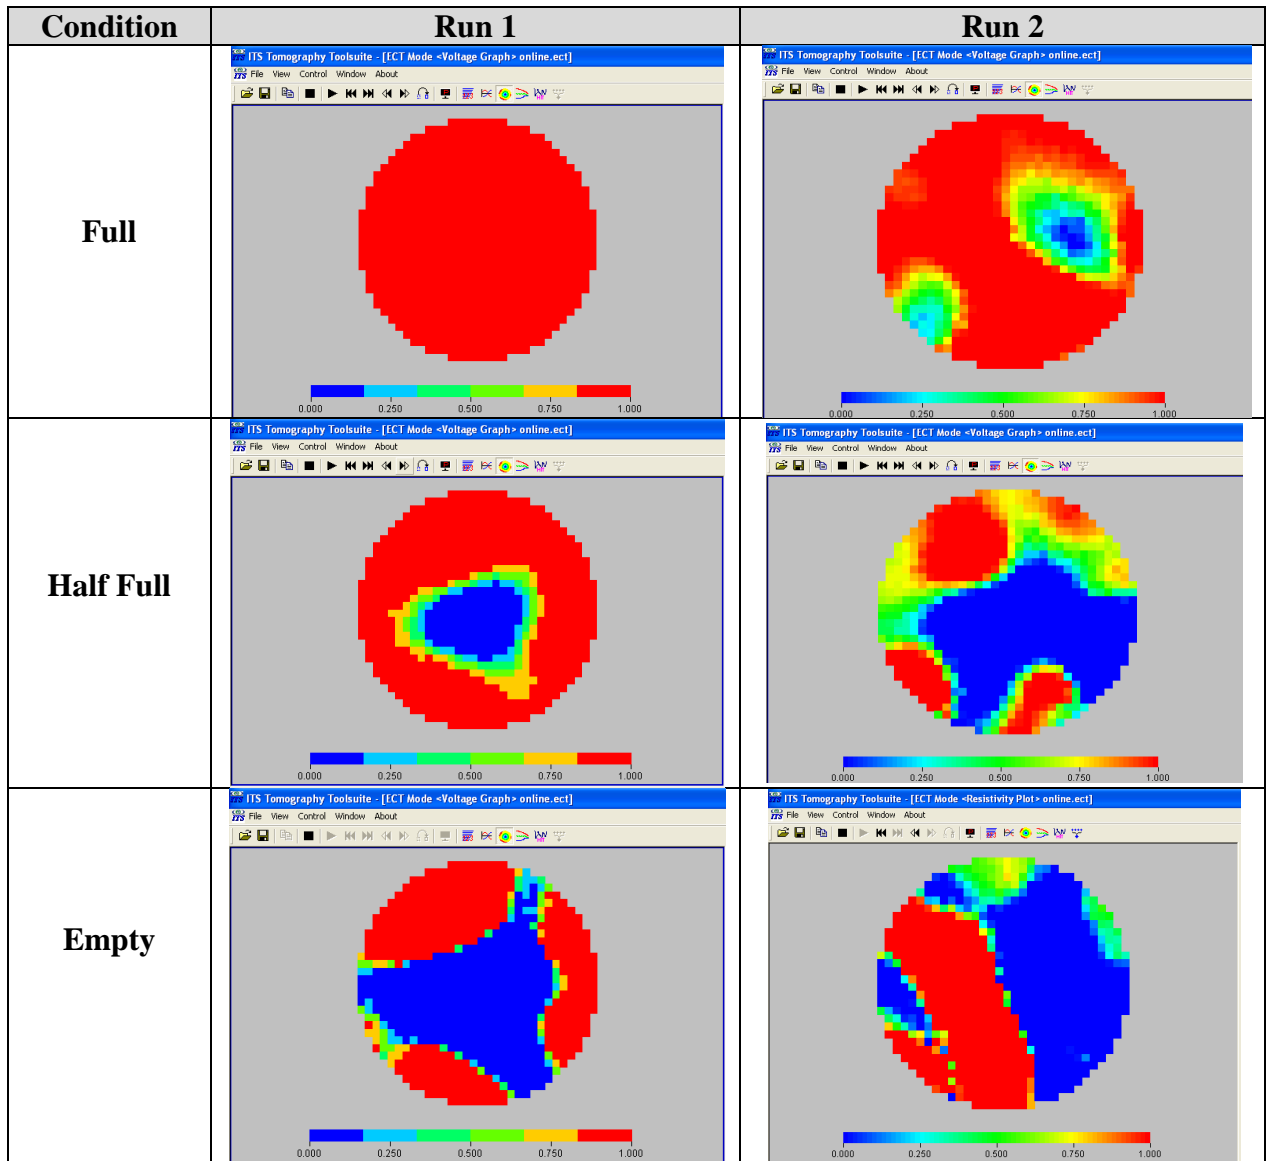 Condition Run 1 Run 2
Full
ITS Tomography Toolsuite - [ECT Mode <Voltage Graph> online.ect]
ITS File View Control Window About
0.000 0.250 0.500 0.750 1.000
ITS Tomography Toolsuite - [ECT Mode <Voltage Graph> online.ect]
ITS File View Control Window About
0.000 0.250 0.500 0.750 1.000
Half Full
ITS Tomography Toolsuite - [ECT Mode <Voltage Graph> online.ect]
ITS File View Control Window About
0.000 0.250 0.500 0.750 1.000
ITS Tomography Toolsuite - [ECT Mode <Voltage Graph> online.ect]
ITS File View Control Window About
0.000 0.250 0.500 0.750 1.000
Empty
ITS Tomography Toolsuite - [ECT Mode <Voltage Graph> online.ect]
ITS File View Control Window About
0.000 0.250 0.500 0.750 1.000
ITS Tomography Toolsuite - [ECT Mode <Resistivity Plot> online.ect]
ITS File View Control Window About
0.000 0.250 0.500 0.750 1.000